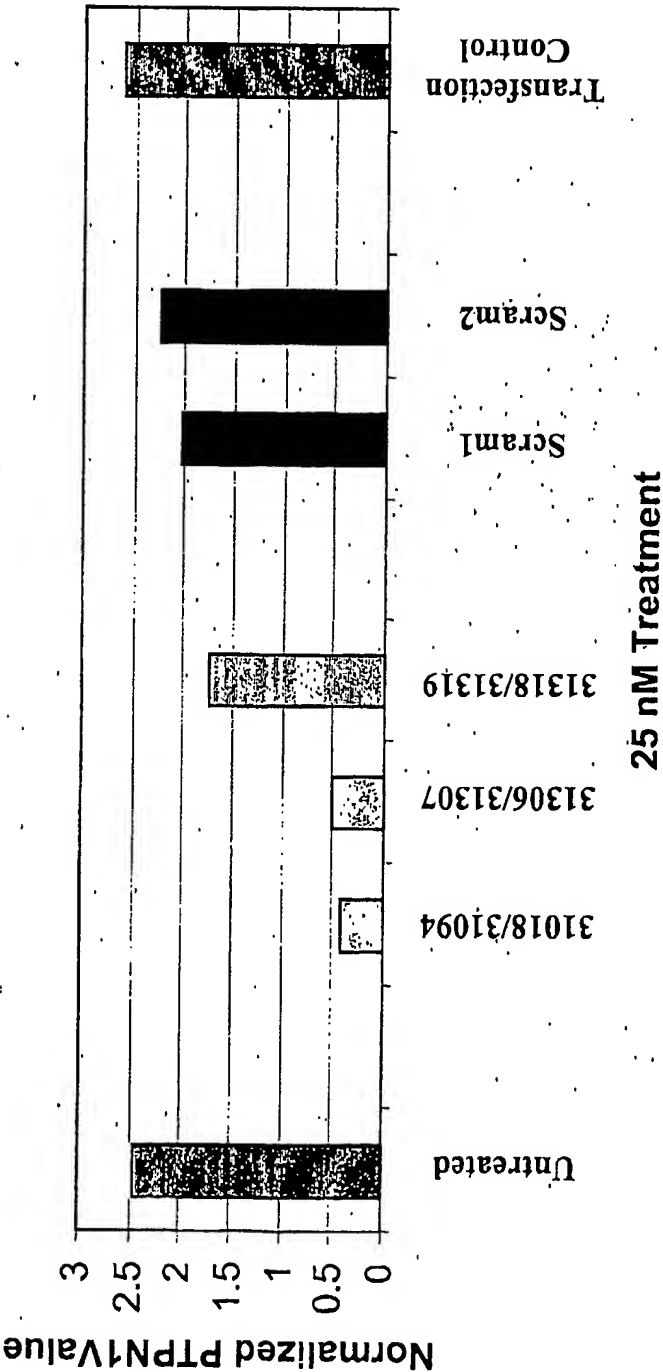 Normalized PTPN1Value
3
2.5
2
1.5
1
0.5
0
Untreated
31018/31094
31306/31307
31318/31319
Scram1
Scram2
Transfection
Control
25 nM Treatment